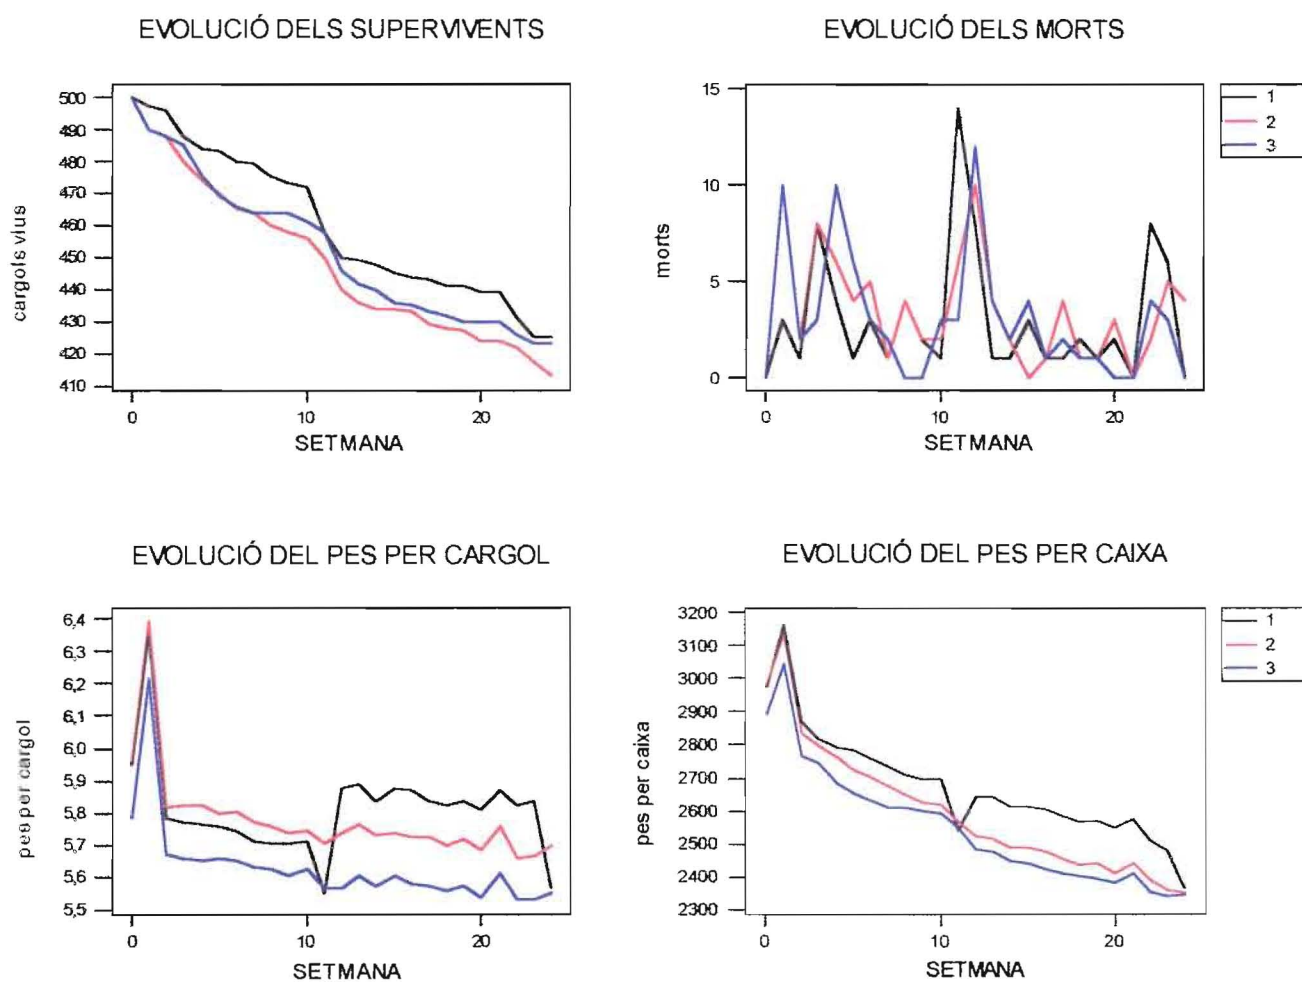 EVOLUCIÓ DELS SUPERVIVENTS
500
490
480
470
460
450
440
430
420
410
cargols vius
0 10 20
SETMANA
EVOLUCIÓ DELS MORTS
15
10
5
0
morts
0 10 20
SETMANA
1
2
3
EVOLUCIÓ DEL PES PER CARGOL
6,4
6,3
6,2
6,1
6,0
5,9
5,8
5,7
5,6
5,5
pes per cargol
0 10 20
SETMANA
EVOLUCIÓ DEL PES PER CAIXA
3200
3100
3000
2900
2800
2700
2600
2500
2400
2300
pes per caixa
0 10 20
SETMANA
1
2
3